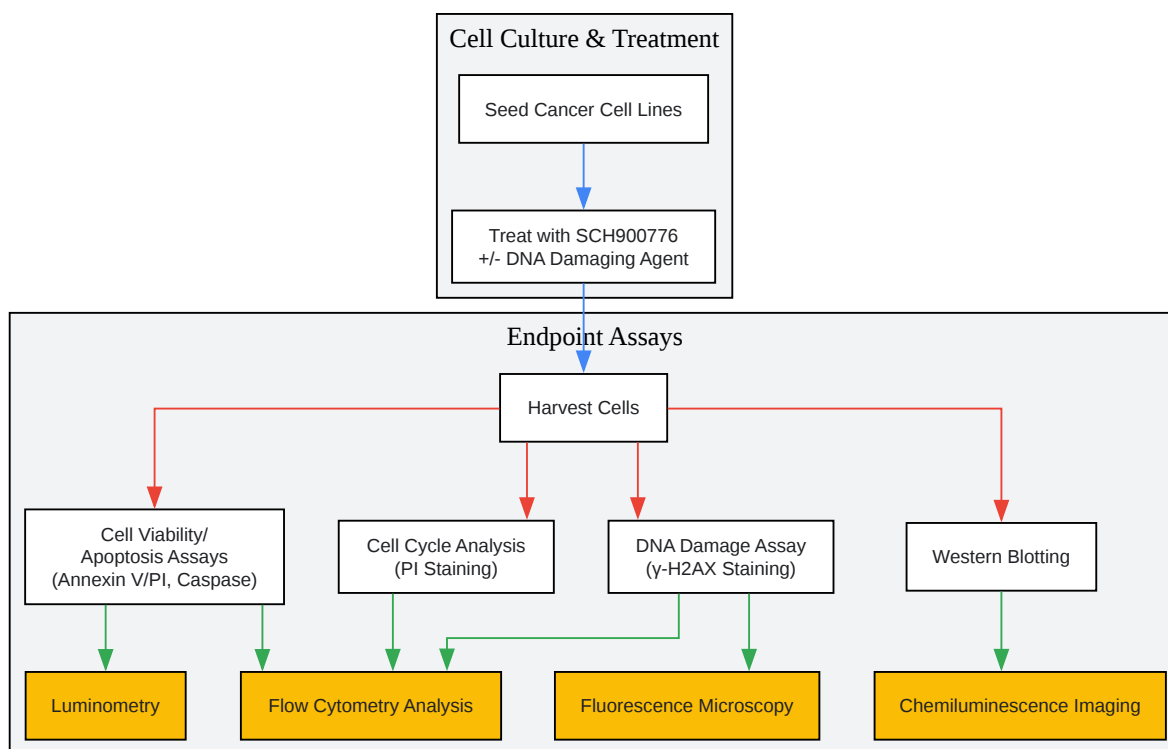 Cell Culture & Treatment
Seed Cancer Cell Lines
Treat with SCH900776
+/- DNA Damaging Agent
Endpoint Assays
Harvest Cells
Cell Viability/
Apoptosis Assays
(Annexin V/PI, Caspase)
Cell Cycle Analysis
(PI Staining)
DNA Damage Assay
(γ-H2AX Staining)
Western Blotting
Luminometry
Flow Cytometry Analysis
Fluorescence Microscopy
Chemiluminescence Imaging